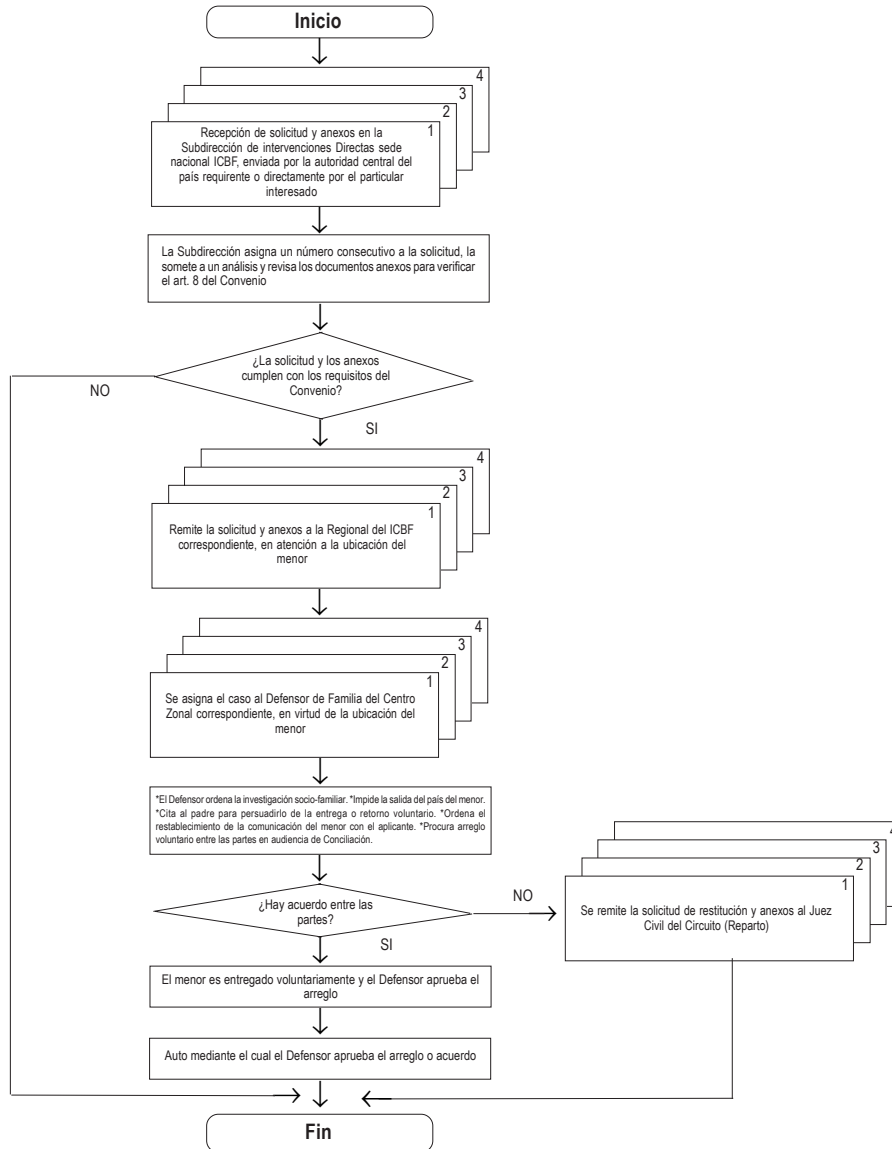 Inicio
4
3
2
1
Recepción de solicitud y anexos en la
Subdirección de intervenciones Directas sede
nacional ICBF, enviada por la autoridad central del
país requirente o directamente por el particular
interesado
La Subdirección asigna un número consecutivo a la solicitud, la
somete a un análisis y revisa los documentos anexos para verificar
el art. 8 del Convenio
¿La solicitud y los anexos
cumplen con los requisitos del
Convenio?
NO
SI
4
3
2
1
Remite la solicitud y anexos a la Regional del ICBF
correspondiente, en atención a la ubicación del
menor
4
3
2
1
Se asigna el caso al Defensor de Familia del Centro
Zonal correspondiente, en virtud de la ubicación del
menor
*El Defensor ordena la investigación socio-familiar. *Impide la salida del país del menor.
*Cita al padre para persuadirlo de la entrega o retorno voluntario. *Ordena el
restablecimiento de la comunicación del menor con el aplicante. *Procura arreglo
voluntario entre las partes en audiencia de Conciliación.
¿Hay acuerdo entre las
partes?
NO
SI
4
3
2
1
Se remite la solicitud de restitución y anexos al Juez
Civil del Circuito (Reparto)
El menor es entregado voluntariamente y el Defensor aprueba el
arreglo
Auto mediante el cual el Defensor aprueba el arreglo o acuerdo
Fin